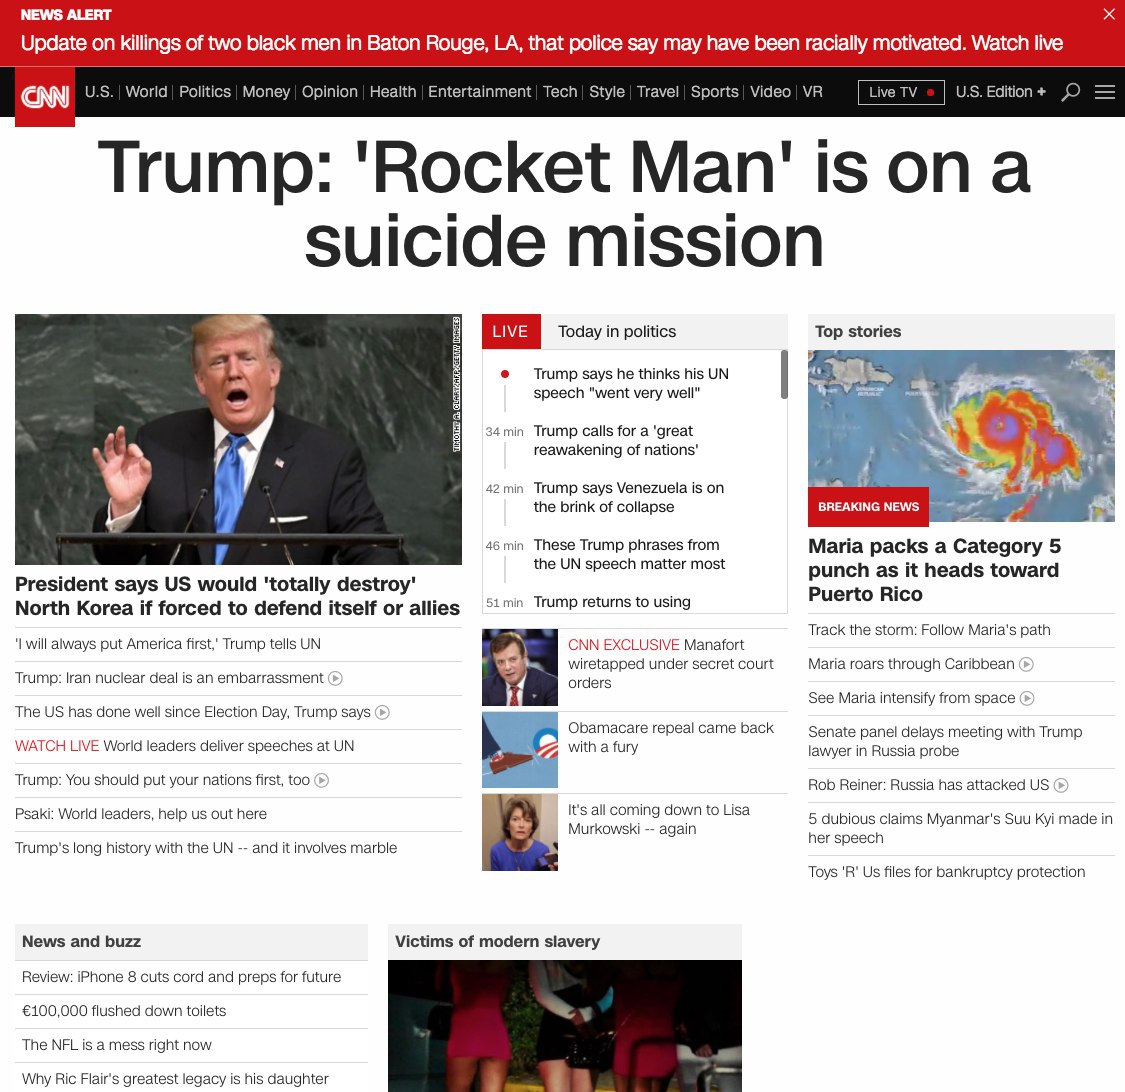 NEWS ALERT
Update on killings of two black men in Baton Rouge, LA, that police say may have been racially motivated. Watch live
CNN
U.S. World Politics Money Opinion Health Entertainment Tech Style Travel Sports Video VR
Live TV
U.S. Edition +
Trump: 'Rocket Man' is on a
suicide mission
TIMOTHY A. CLARY/AFP/GETTY IMAGES
President says US would 'totally destroy'
North Korea if forced to defend itself or allies
'I will always put America first,' Trump tells UN
Trump: Iran nuclear deal is an embarrassment
The US has done well since Election Day, Trump says
WATCH LIVE World leaders deliver speeches at UN
Trump: You should put your nations first, too
Psaki: World leaders, help us out here
Trump's long history with the UN -- and it involves marble
LIVE Today in politics
Trump says he thinks his UN
speech "went very well"
34 min Trump calls for a 'great
reawakening of nations'
42 min Trump says Venezuela is on
the brink of collapse
46 min These Trump phrases from
the UN speech matter most
51 min Trump returns to using
CNN EXCLUSIVE Manafort
wiretapped under secret court
orders
Obamacare repeal came back
with a fury
It's all coming down to Lisa
Murkowski -- again
Top stories
DOMINICAN
REPUBLIC
PUERTO RICO
BREAKING NEWS
Maria packs a Category 5
punch as it heads toward
Puerto Rico
Track the storm: Follow Maria's path
Maria roars through Caribbean
See Maria intensify from space
Senate panel delays meeting with Trump
lawyer in Russia probe
Rob Reiner: Russia has attacked US
5 dubious claims Myanmar's Suu Kyi made in
her speech
Toys 'R' Us files for bankruptcy protection
News and buzz
Review: iPhone 8 cuts cord and preps for future
€100,000 flushed down toilets
The NFL is a mess right now
Why Ric Flair's greatest legacy is his daughter
Victims of modern slavery